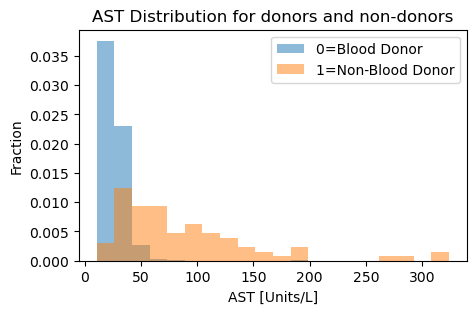 AST Distribution for donors and non-donors
0=Blood Donor
1=Non-Blood Donor
Fraction
0.035
0.030
0.025
0.020
0.015
0.010
0.005
0.000
0 50 100 150 200 250 300
AST [Units/L]